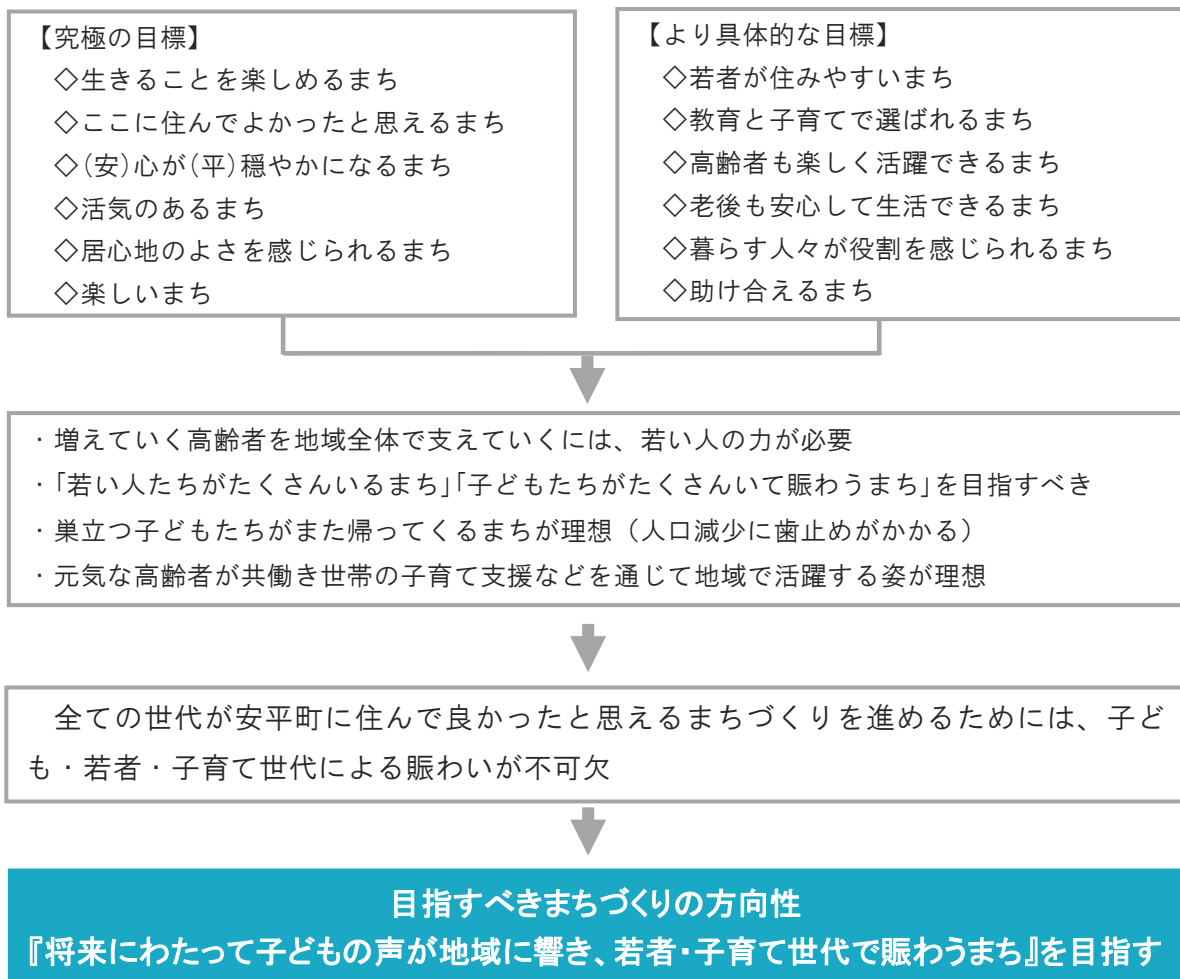 【究極の目標】
◇生きることを楽しめるまち
◇ここに住んでよかったと思えるまち
◇(安)心が(平)穏やかになるまち
◇活気のあるまち
◇居心地のよさを感じられるまち
◇楽しいまち
【より具体的な目標】
◇若者が住みやすいまち
◇教育と子育てで選ばれるまち
◇高齢者も楽しく活躍できるまち
◇老後も安心して生活できるまち
◇暮らす人々が役割を感じられるまち
◇助け合えるまち
・増えていく高齢者を地域全体で支えていくには、若い人の力が必要
・「若い人たちがたくさんいるまち」「子どもたちがたくさんいて賑わうまち」を目指すべき
・巣立つ子どもたちがまた帰ってくるまちが理想（人口減少に歯止めがかかる）
・元気な高齢者が共働き世帯の子育て支援などを通じて地域で活躍する姿が理想
全ての世代が安平町に住んで良かったと思えるまちづくりを進めるためには、子ど
も・若者・子育て世代による賑わいが不可欠
目指すべきまちづくりの方向性
『将来にわたって子どもの声が地域に響き、若者・子育て世代で賑わうまち』を目指す